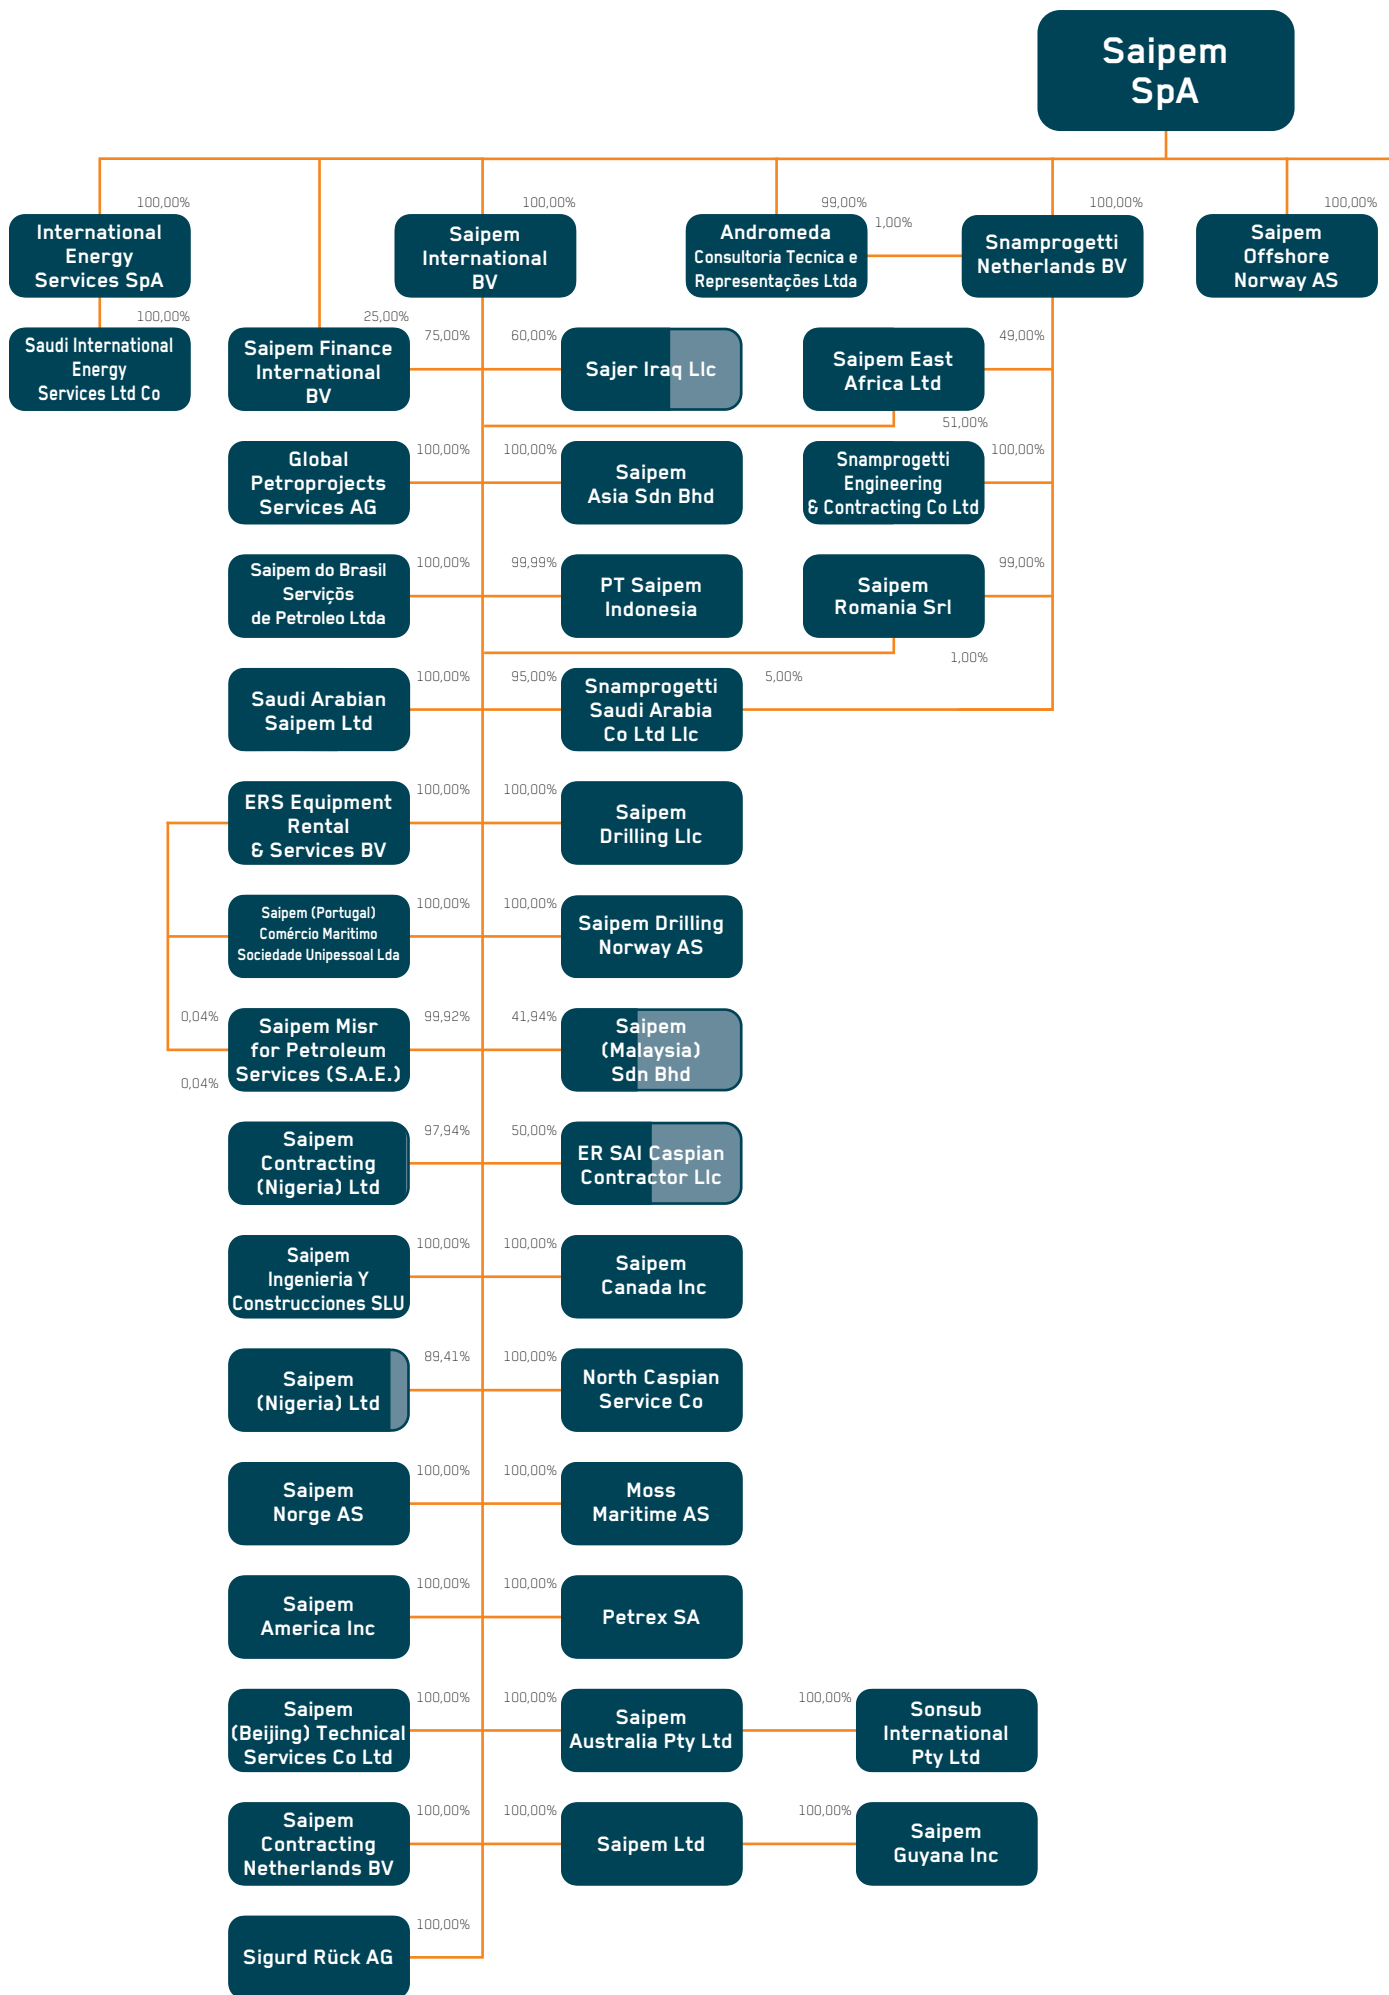 Saipem
SpA
100,00%
100,00%
99,00%
1,00%
100,00%
100,00%
International
Energy
Services SpA
Saipem
International
BV
Andromeda
Consultoria Tecnica e
Representações Ltda
Snamprogetti
Netherlands BV
Saipem
Offshore
Norway AS
100,00%
25,00%
75,00%
60,00%
49,00%
Saudi International
Energy
Services Ltd Co
Saipem Finance
International
BV
Sajer Iraq Llc
Saipem East
Africa Ltd
51,00%
100,00%
100,00%
100,00%
Global
Petroprojects
Services AG
Saipem
Asia Sdn Bhd
Snamprogetti
Engineering
& Contracting Co Ltd
100,00%
99,99%
99,00%
Saipem do Brasil
Serviçõs
de Petroleo Ltda
PT Saipem
Indonesia
Saipem
Romania Srl
1,00%
100,00%
95,00%
5,00%
Saudi Arabian
Saipem Ltd
Snamprogetti
Saudi Arabia
Co Ltd Llc
100,00%
100,00%
ERS Equipment
Rental
& Services BV
Saipem
Drilling Llc
100,00%
100,00%
Saipem (Portugal)
Comércio Maritimo
Sociedade Unipessoal Lda
Saipem Drilling
Norway AS
0,04%
99,92%
41,94%
Saipem Misr
for Petroleum
Services (S.A.E.)
Saipem
(Malaysia)
Sdn Bhd
0,04%
97,94%
50,00%
Saipem
Contracting
(Nigeria) Ltd
ER SAI Caspian
Contractor Llc
100,00%
100,00%
Saipem
Ingenieria Y
Construcciones SLU
Saipem
Canada Inc
89,41%
100,00%
Saipem
(Nigeria) Ltd
North Caspian
Service Co
100,00%
100,00%
Saipem
Norge AS
Moss
Maritime AS
100,00%
100,00%
Saipem
America Inc
Petrex SA
100,00%
100,00%
100,00%
Saipem
(Beijing) Technical
Services Co Ltd
Saipem
Australia Pty Ltd
Sonsub
International
Pty Ltd
100,00%
100,00%
100,00%
Saipem
Contracting
Netherlands BV
Saipem Ltd
Saipem
Guyana Inc
100,00%
Sigurd Rück AG